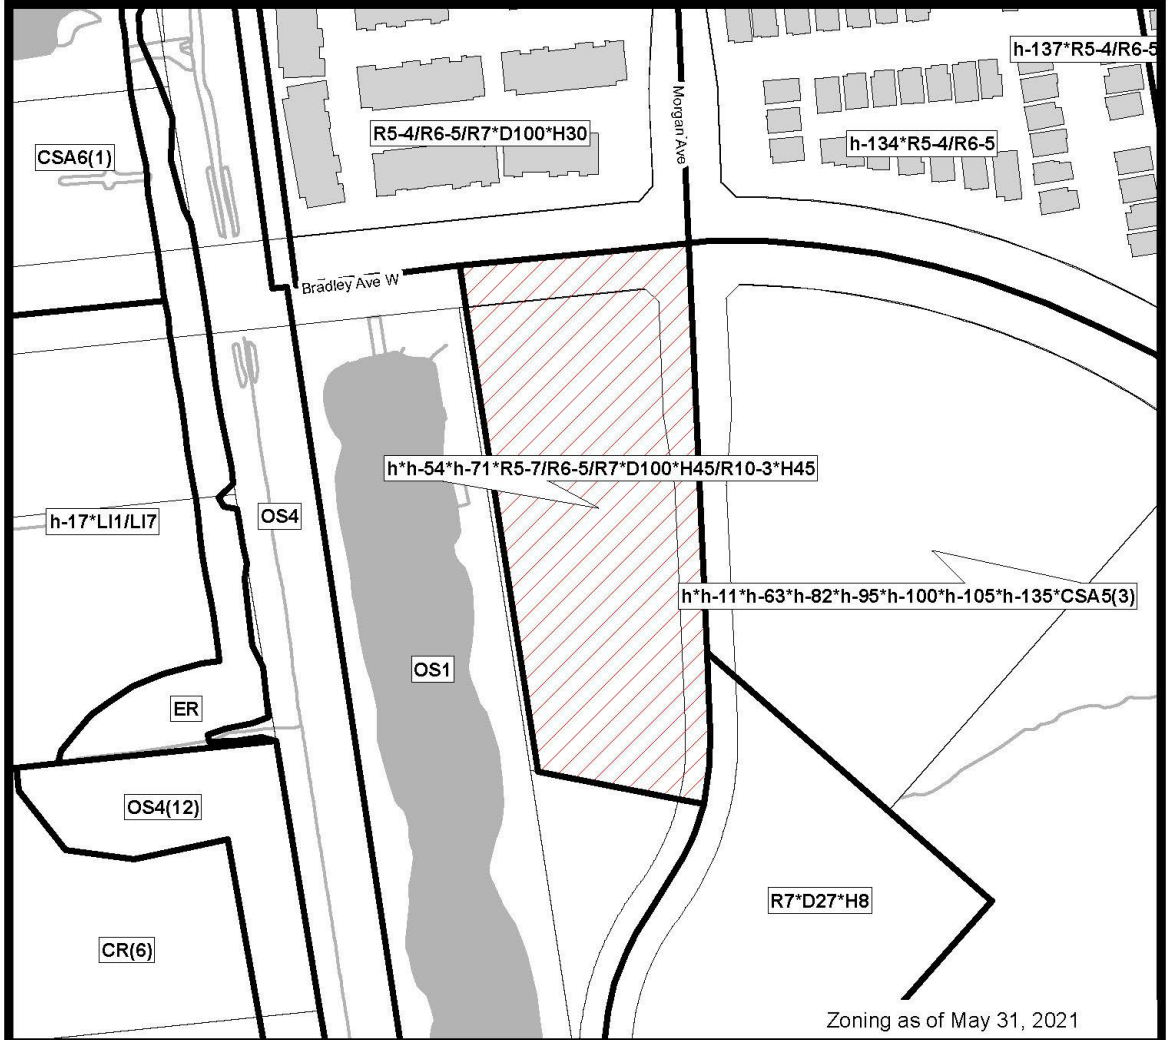 h-137*R5-4/R6-5
R5-4/R6-5/R7*D100*H30
Morgan Ave
h-134*R5-4/R6-5
CSA6(1)
Bradley Ave W
h*h-54*h-71*R5-7/R6-5/R7*D100*H45/R10-3*H45
h-17*LI1/LI7
OS4
h*h-11*h-63*h-82*h-95*h-100*h-105*h-135*CSA5(3)
OS1
ER
OS4(12)
R7*D27*H8
CR(6)
Zoning as of May 31, 2021